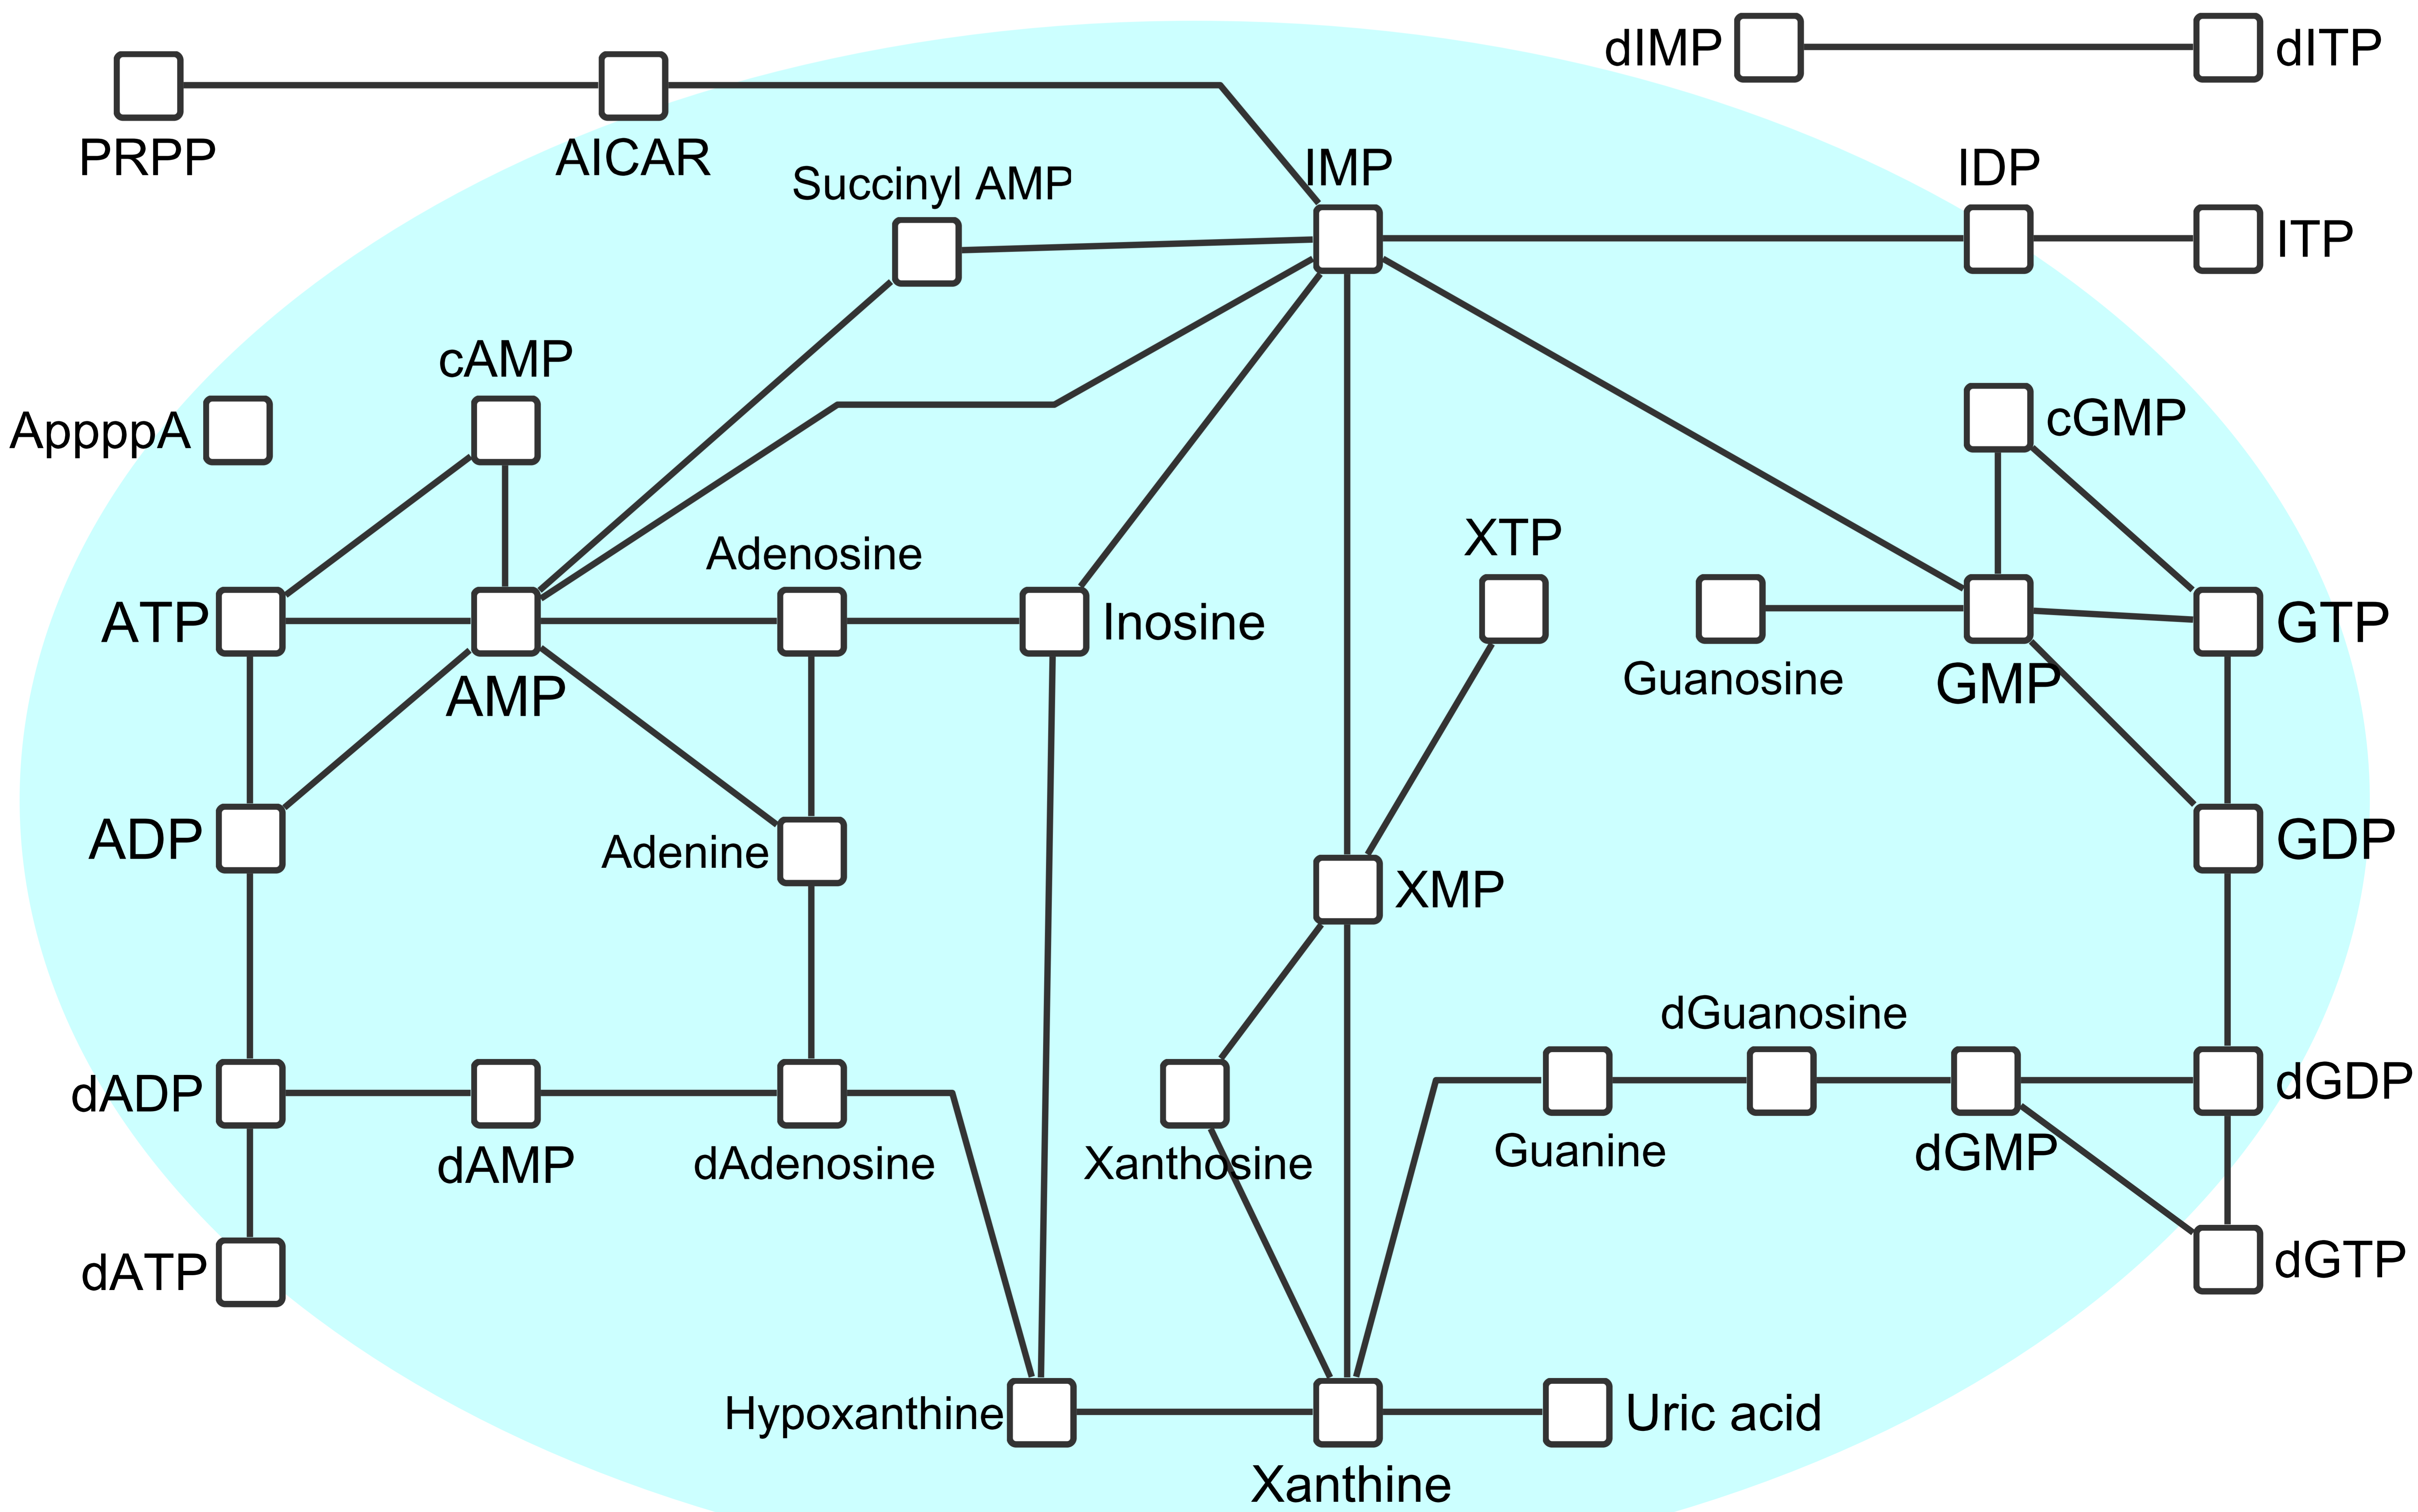 dIMP
dITP
PRPP
AICAR
Succinyl AMP
IMP
IDP
ITP
cAMP
AppppA
cGMP
Adenosine
XTP
ATP
Inosine
GTP
AMP
Guanosine
GMP
ADP
Adenine
GDP
XMP
dGuanosine
dADP
dGDP
dAMP
dAdenosine
Xanthosine
Guanine
dGMP
dATP
dGTP
Hypoxanthine
Uric acid
Xanthine